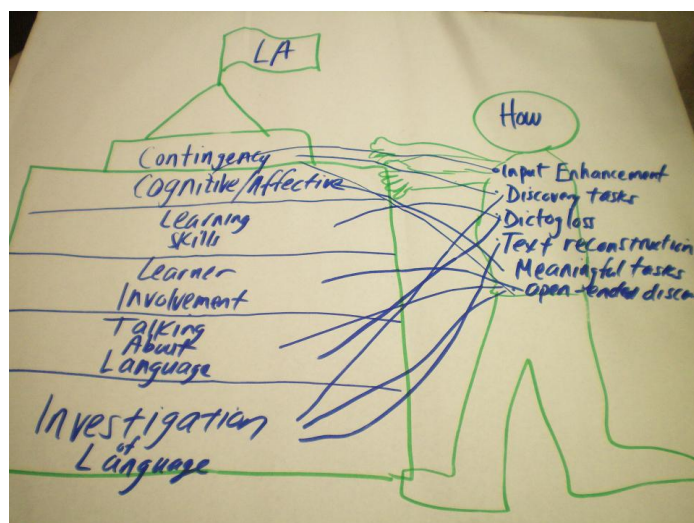 LA
How
Contingency
Cognitive/Affective
Learning
skills
Learner
Involvement
Talking
About
Language
Investigation
of
Language
Input Enhancement
Discovery tasks
Dictogloss
Text reconstruction
Meaningful tasks
Open-ended disco